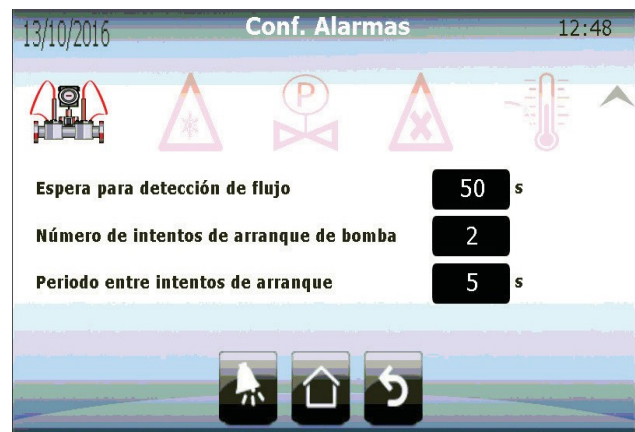 13/10/2016 Conf. Alarmas 12:48
P
Espera para detección de flujo 50 s
Número de intentos de arranque de bomba 2
Periodo entre intentos de arranque 5 s